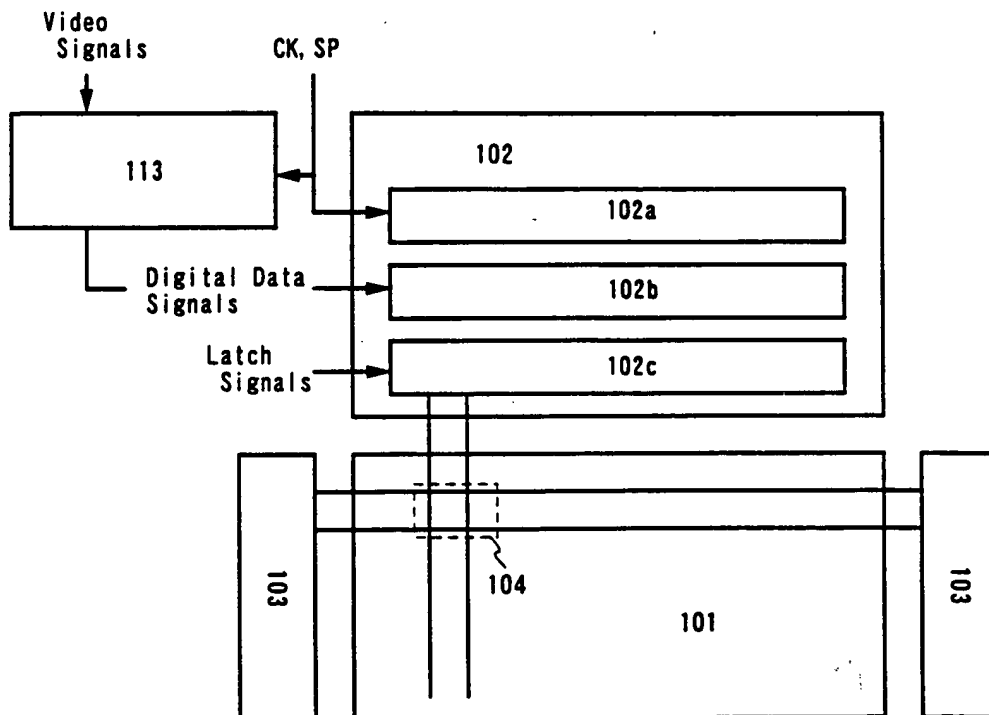 Video
Signals
CK, SP
113
102
102a
Digital Data
Signals
102b
Latch
Signals
102c
104
103
101
103